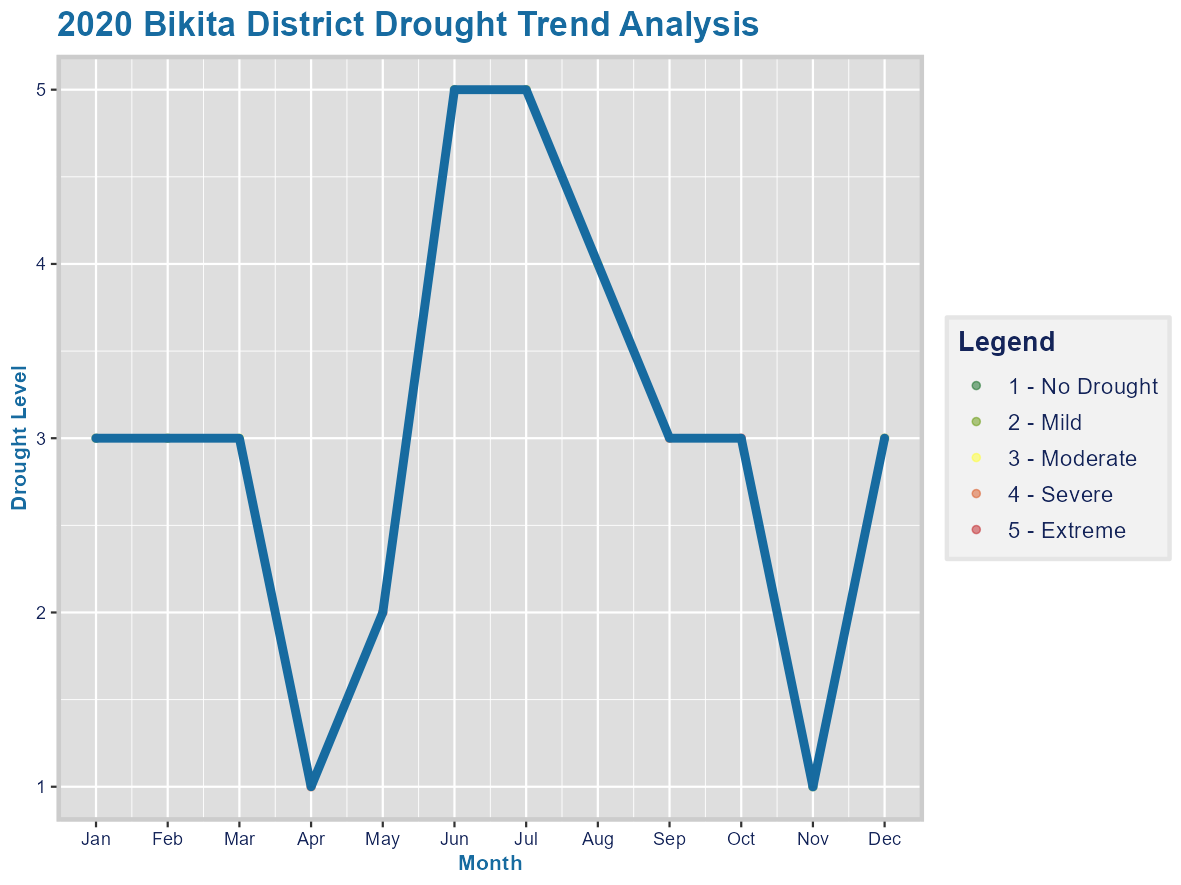 2020 Bikita District Drought Trend Analysis
Drought Level
5
4
3
2
1
Jan Feb Mar Apr May Jun Jul Aug Sep Oct Nov Dec
Month
Legend
1 - No Drought
2 - Mild
3 - Moderate
4 - Severe
5 - Extreme